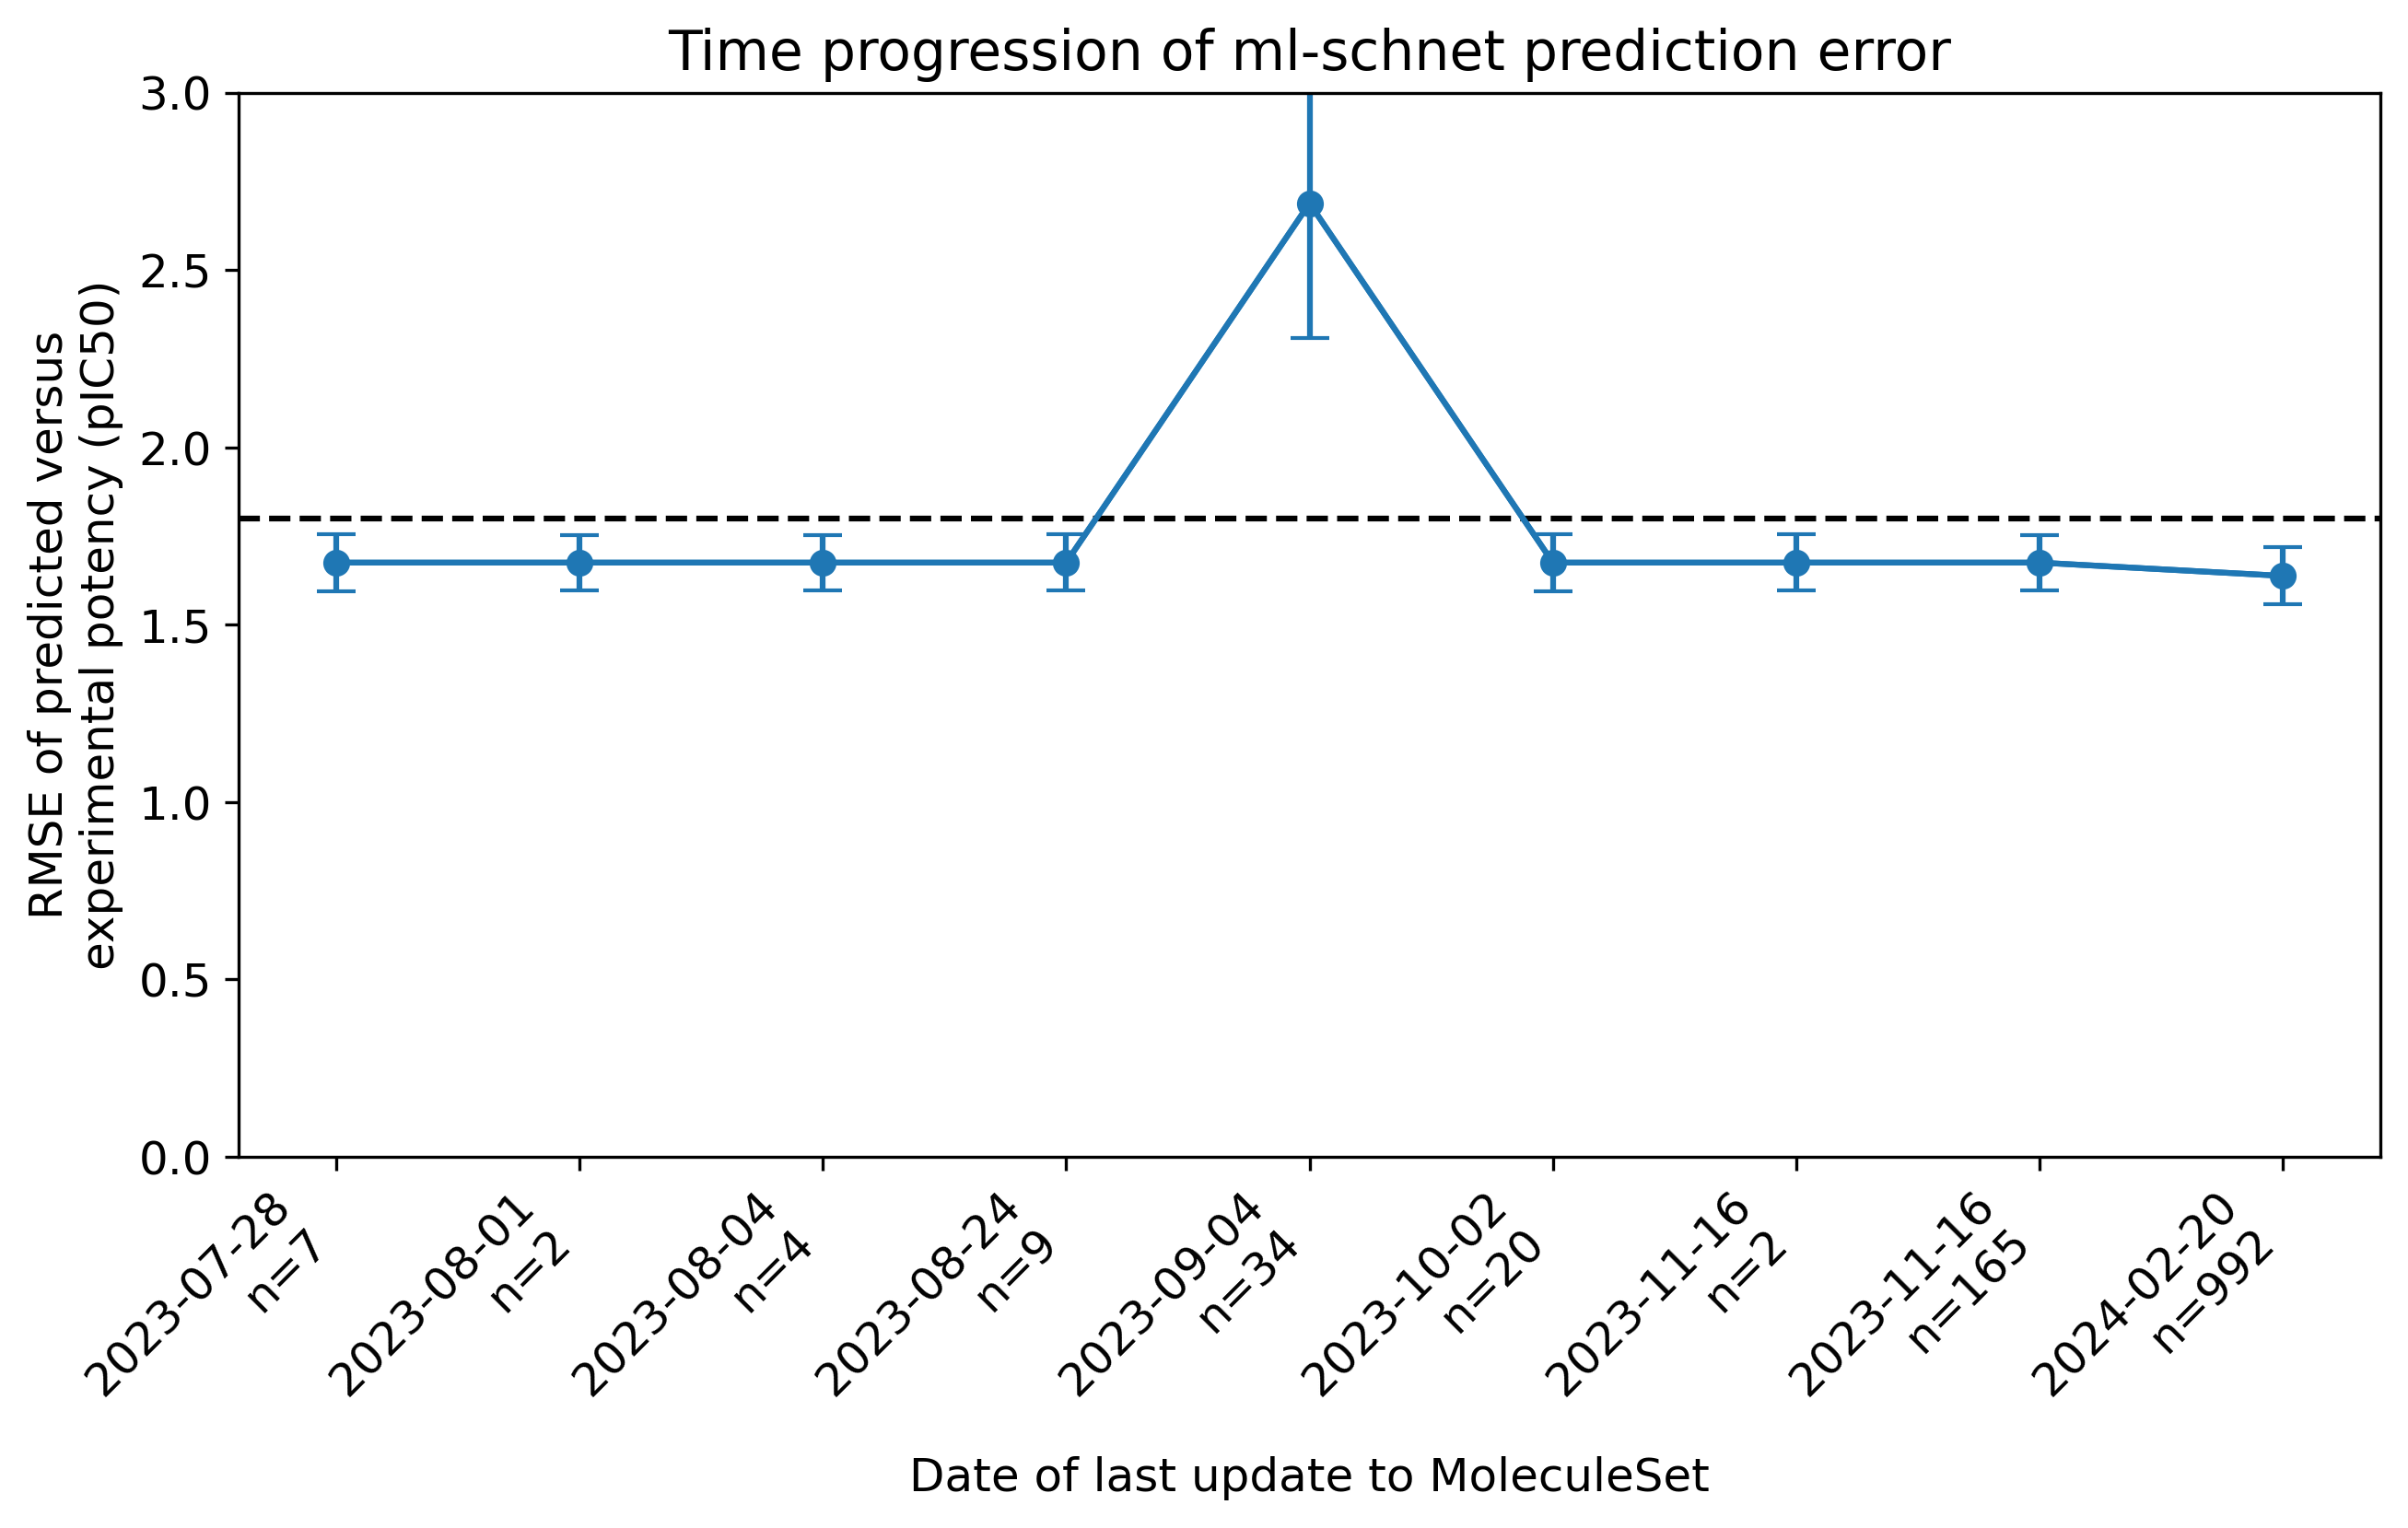 Time progression of ml-schnet prediction error
RMSE of predicted versus
experimental potency (pIC50)
3.0
2.5
2.0
1.5
1.0
0.5
0.0
2023-07-28
n=7
2023-08-01
n=2
2023-08-04
n=4
2023-08-24
n=9
2023-09-04
n=34
2023-10-02
n=20
2023-11-16
n=2
2023-11-16
n=165
2024-02-20
n=992
Date of last update to MoleculeSet